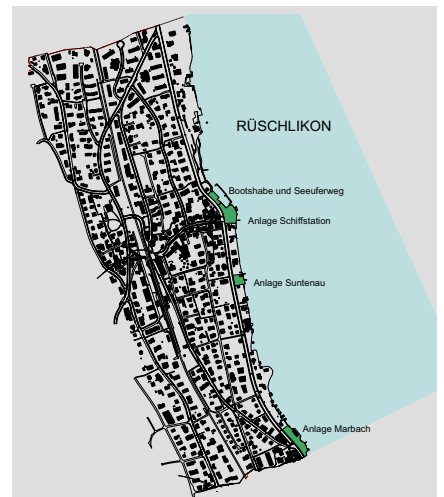 RÜSCHLIKON
Bootshabe und Seeuferweg
Anlage Schiffstation
Anlage Suntenau
Anlage Marbach